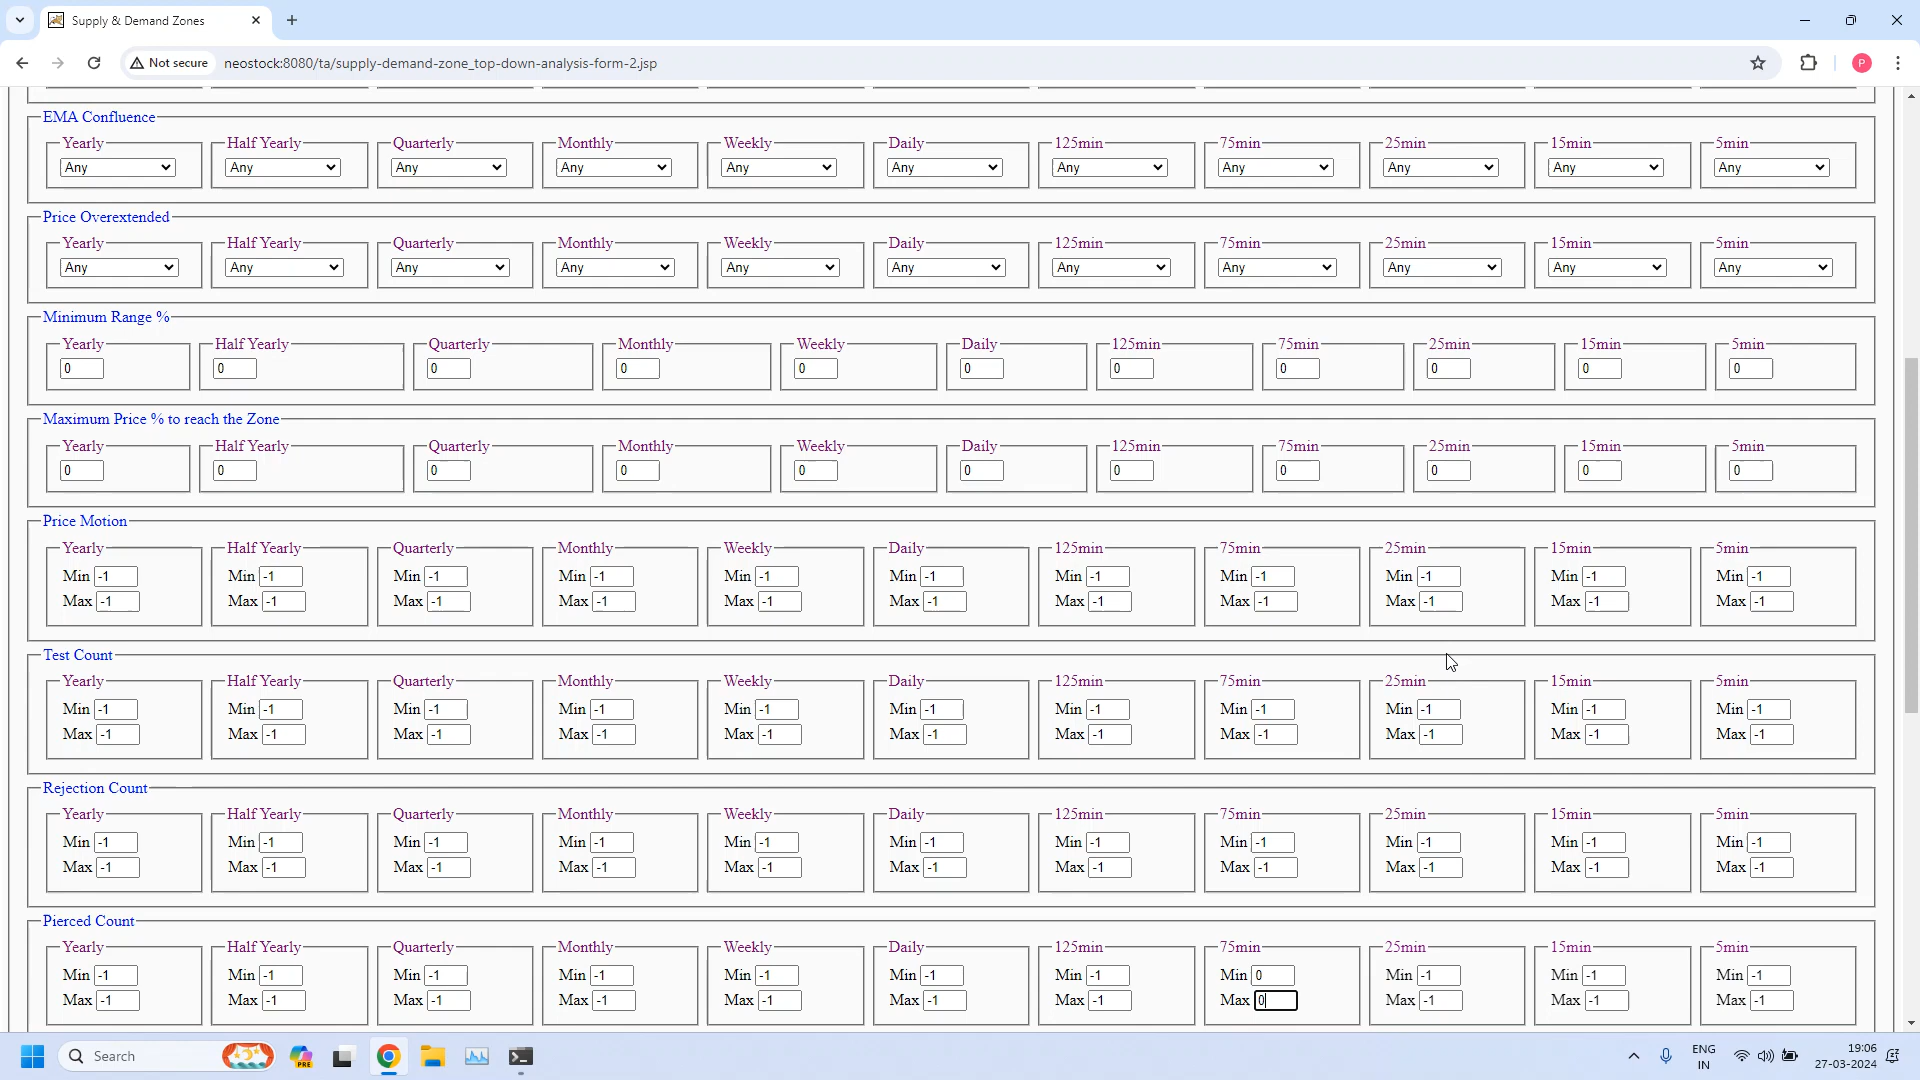 Supply & Demand Zones
Not secure neostock:8080/ta/supply-demand-zone_top-down-analysis-form-2.jsp P
EMA Confluence
Yearly Half Yearly Quarterly Monthly Weekly Daily 125min 75min 25min 15min 5min
Any Any Any Any Any Any Any Any Any Any Any
Price Overextended
Yearly Half Yearly Quarterly Monthly Weekly Daily 125min 75min 25min 15min 5min
Any Any Any Any Any Any Any Any Any Any Any
Minimum Range %
Yearly Half Yearly Quarterly Monthly Weekly Daily 125min 75min 25min 15min 5min
0 0 0 0 0 0 0 0 0 0 0
Maximum Price % to reach the Zone
Yearly Half Yearly Quarterly Monthly Weekly Daily 125min 75min 25min 15min 5min
0 0 0 0 0 0 0 0 0 0 0
Price Motion
Yearly Half Yearly Quarterly Monthly Weekly Daily 125min 75min 25min 15min 5min
Min -1 Min -1 Min -1 Min -1 Min -1 Min -1 Min -1 Min -1 Min -1 Min -1 Min -1
Max -1 Max -1 Max -1 Max -1 Max -1 Max -1 Max -1 Max -1 Max -1 Max -1 Max -1
Test Count
Yearly Half Yearly Quarterly Monthly Weekly Daily 125min 75min 25min 15min 5min
Min -1 Min -1 Min -1 Min -1 Min -1 Min -1 Min -1 Min -1 Min -1 Min -1 Min -1
Max -1 Max -1 Max -1 Max -1 Max -1 Max -1 Max -1 Max -1 Max -1 Max -1 Max -1
Rejection Count
Yearly Half Yearly Quarterly Monthly Weekly Daily 125min 75min 25min 15min 5min
Min -1 Min -1 Min -1 Min -1 Min -1 Min -1 Min -1 Min -1 Min -1 Min -1 Min -1
Max -1 Max -1 Max -1 Max -1 Max -1 Max -1 Max -1 Max -1 Max -1 Max -1 Max -1
Pierced Count
Yearly Half Yearly Quarterly Monthly Weekly Daily 125min 75min 25min 15min 5min
Min -1 Min -1 Min -1 Min -1 Min -1 Min -1 Min -1 Min 0 Min -1 Min -1 Min -1
Max -1 Max -1 Max -1 Max -1 Max -1 Max -1 Max -1 Max 0 Max -1 Max -1 Max -1
Search PRE ENG 19:06
IN 27-03-2024